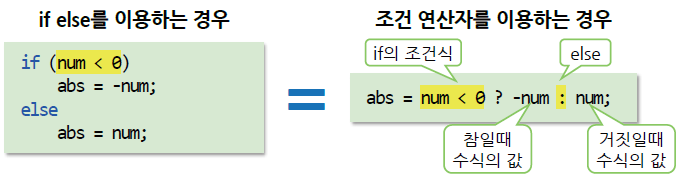 if else를 이용하는 경우
if (num < 0)
abs = -num;
else
abs = num;
=
조건 연산자를 이용하는 경우
if의 조건식
else
abs = num < 0 ? -num : num;
참일때
수식의 값
거짓일때
수식의 값